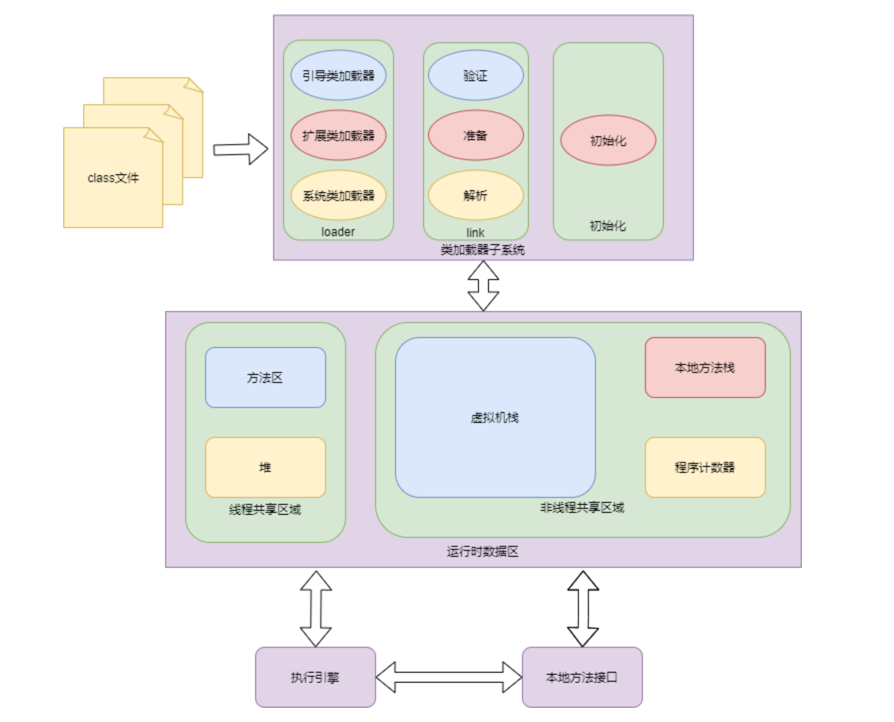 引导类加载器
验证
扩展类加载器
准备
初始化
class文件
系统类加载器
解析
初始化
loader
link
类加载器子系统
方法区
虚拟机栈
本地方法栈
堆
程序计数器
线程共享区域
非线程共享区域
运行时数据区
执行引擎
本地方法接口